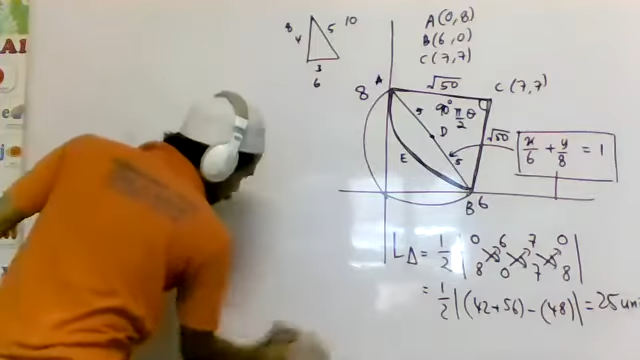 A1
8 4 5 10
3
6
A(0,8)
B(6,0)
C(7,7)
8 A √50 C (7,7)
5 90° π/2 θ
D
E 5 √50
x/6 + y/8 = 1
B 6
L△ = 1/2 | 0 6 7 0
8 0 7 8 |
= 1/2 |(42+56) - (48)| = 25 uni